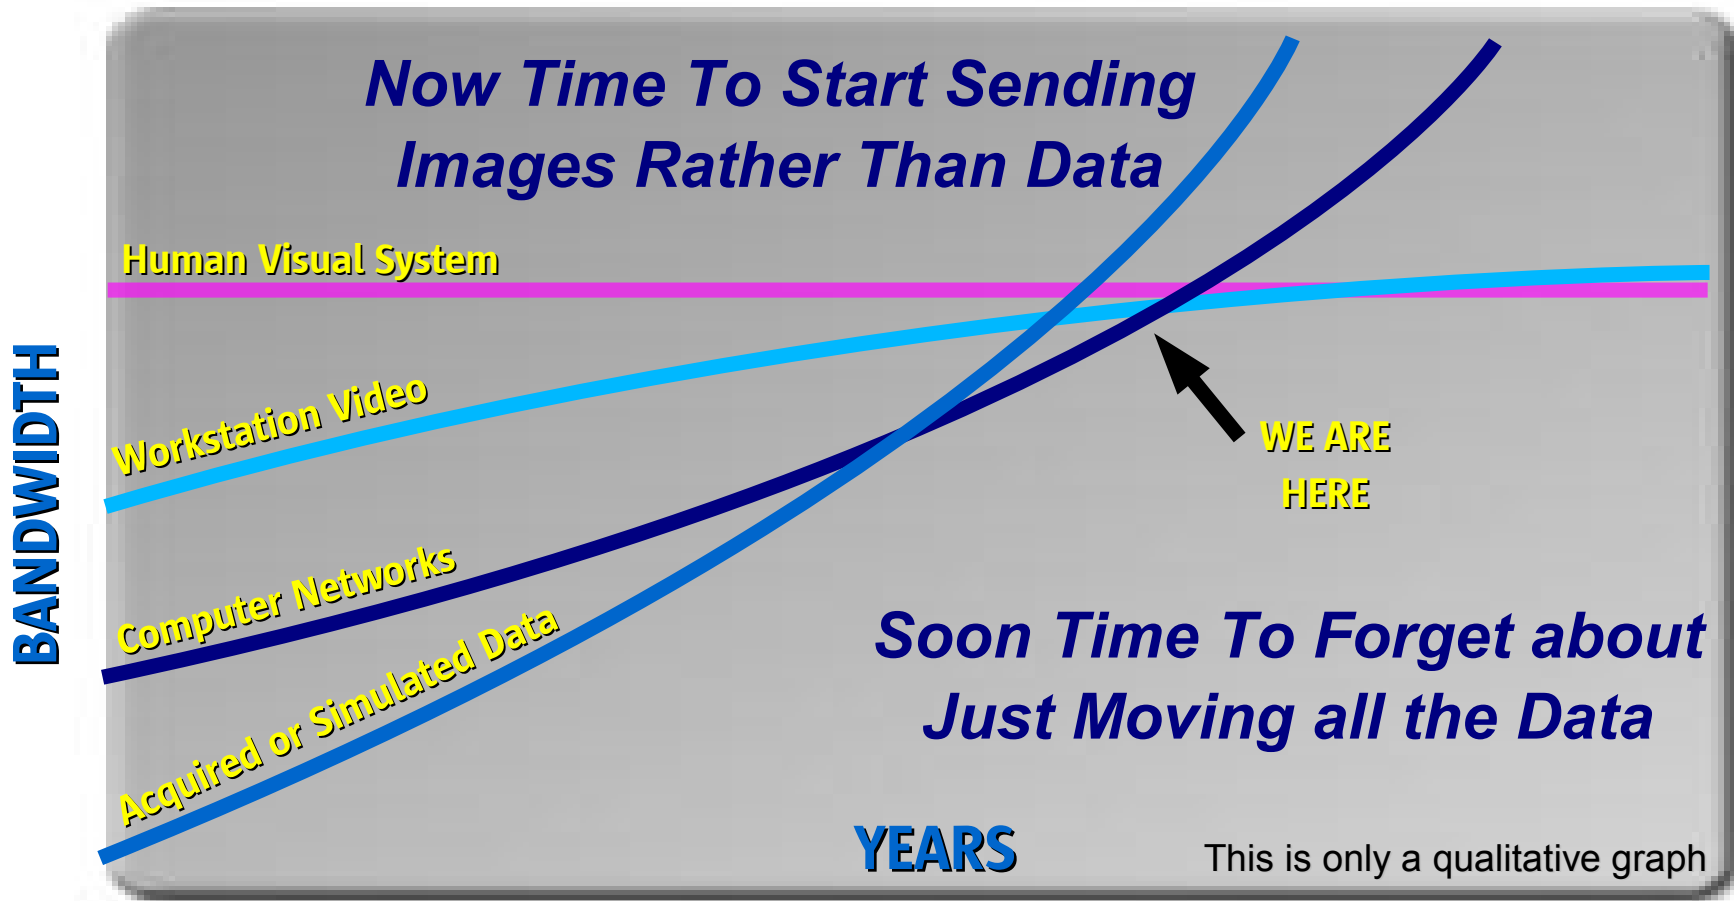 Now Time To Start Sending
Images Rather Than Data
Human Visual System
Workstation Video
Computer Networks
Acquired or Simulated Data
BANDWIDTH
WE ARE
HERE
Soon Time To Forget about
Just Moving all the Data
YEARS
This is only a qualitative graph